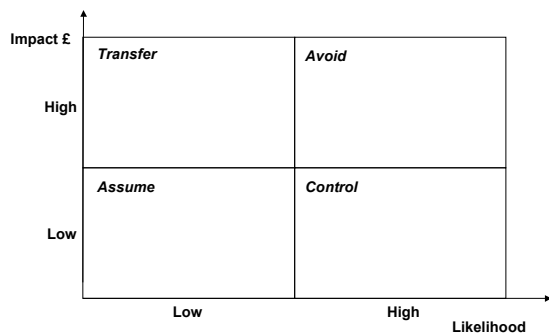 Impact £
Transfer
Avoid
High
Assume
Control
Low
Low
High
Likelihood